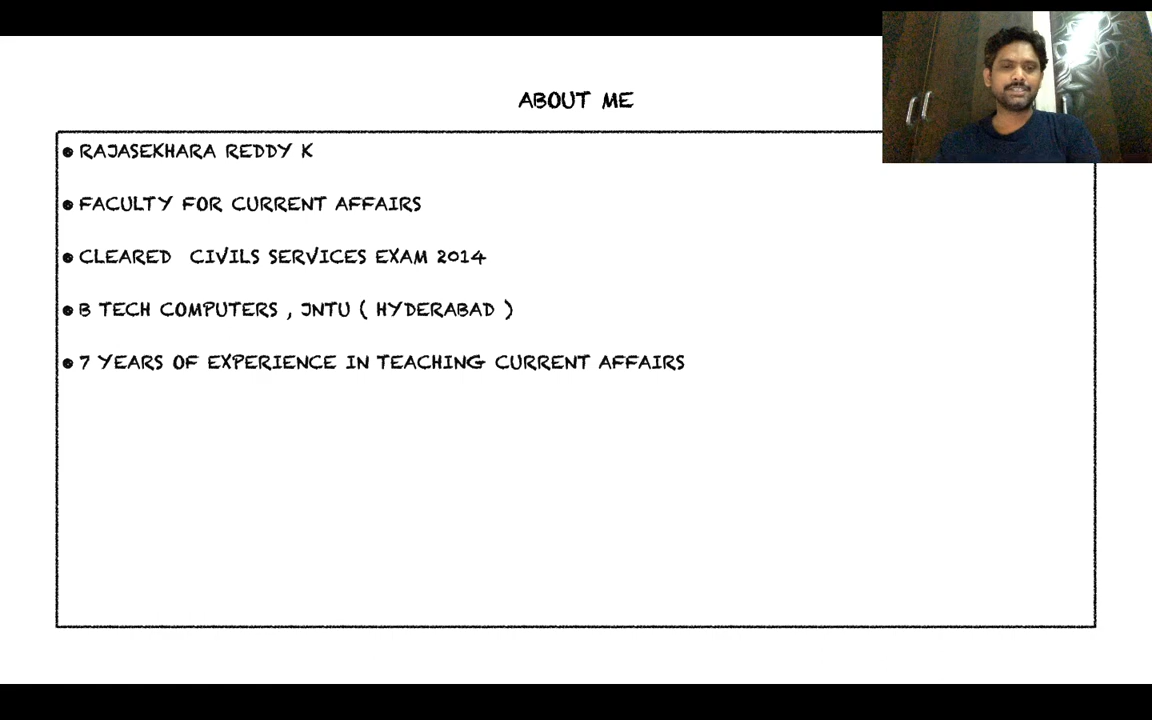 ABOUT ME
• RAJASEKHARA REDDY K
• FACULTY FOR CURRENT AFFAIRS
• CLEARED CIVILS SERVICES EXAM 2014
• B TECH COMPUTERS , JNTU ( HYDERABAD )
• 7 YEARS OF EXPERIENCE IN TEACHING CURRENT AFFAIRS